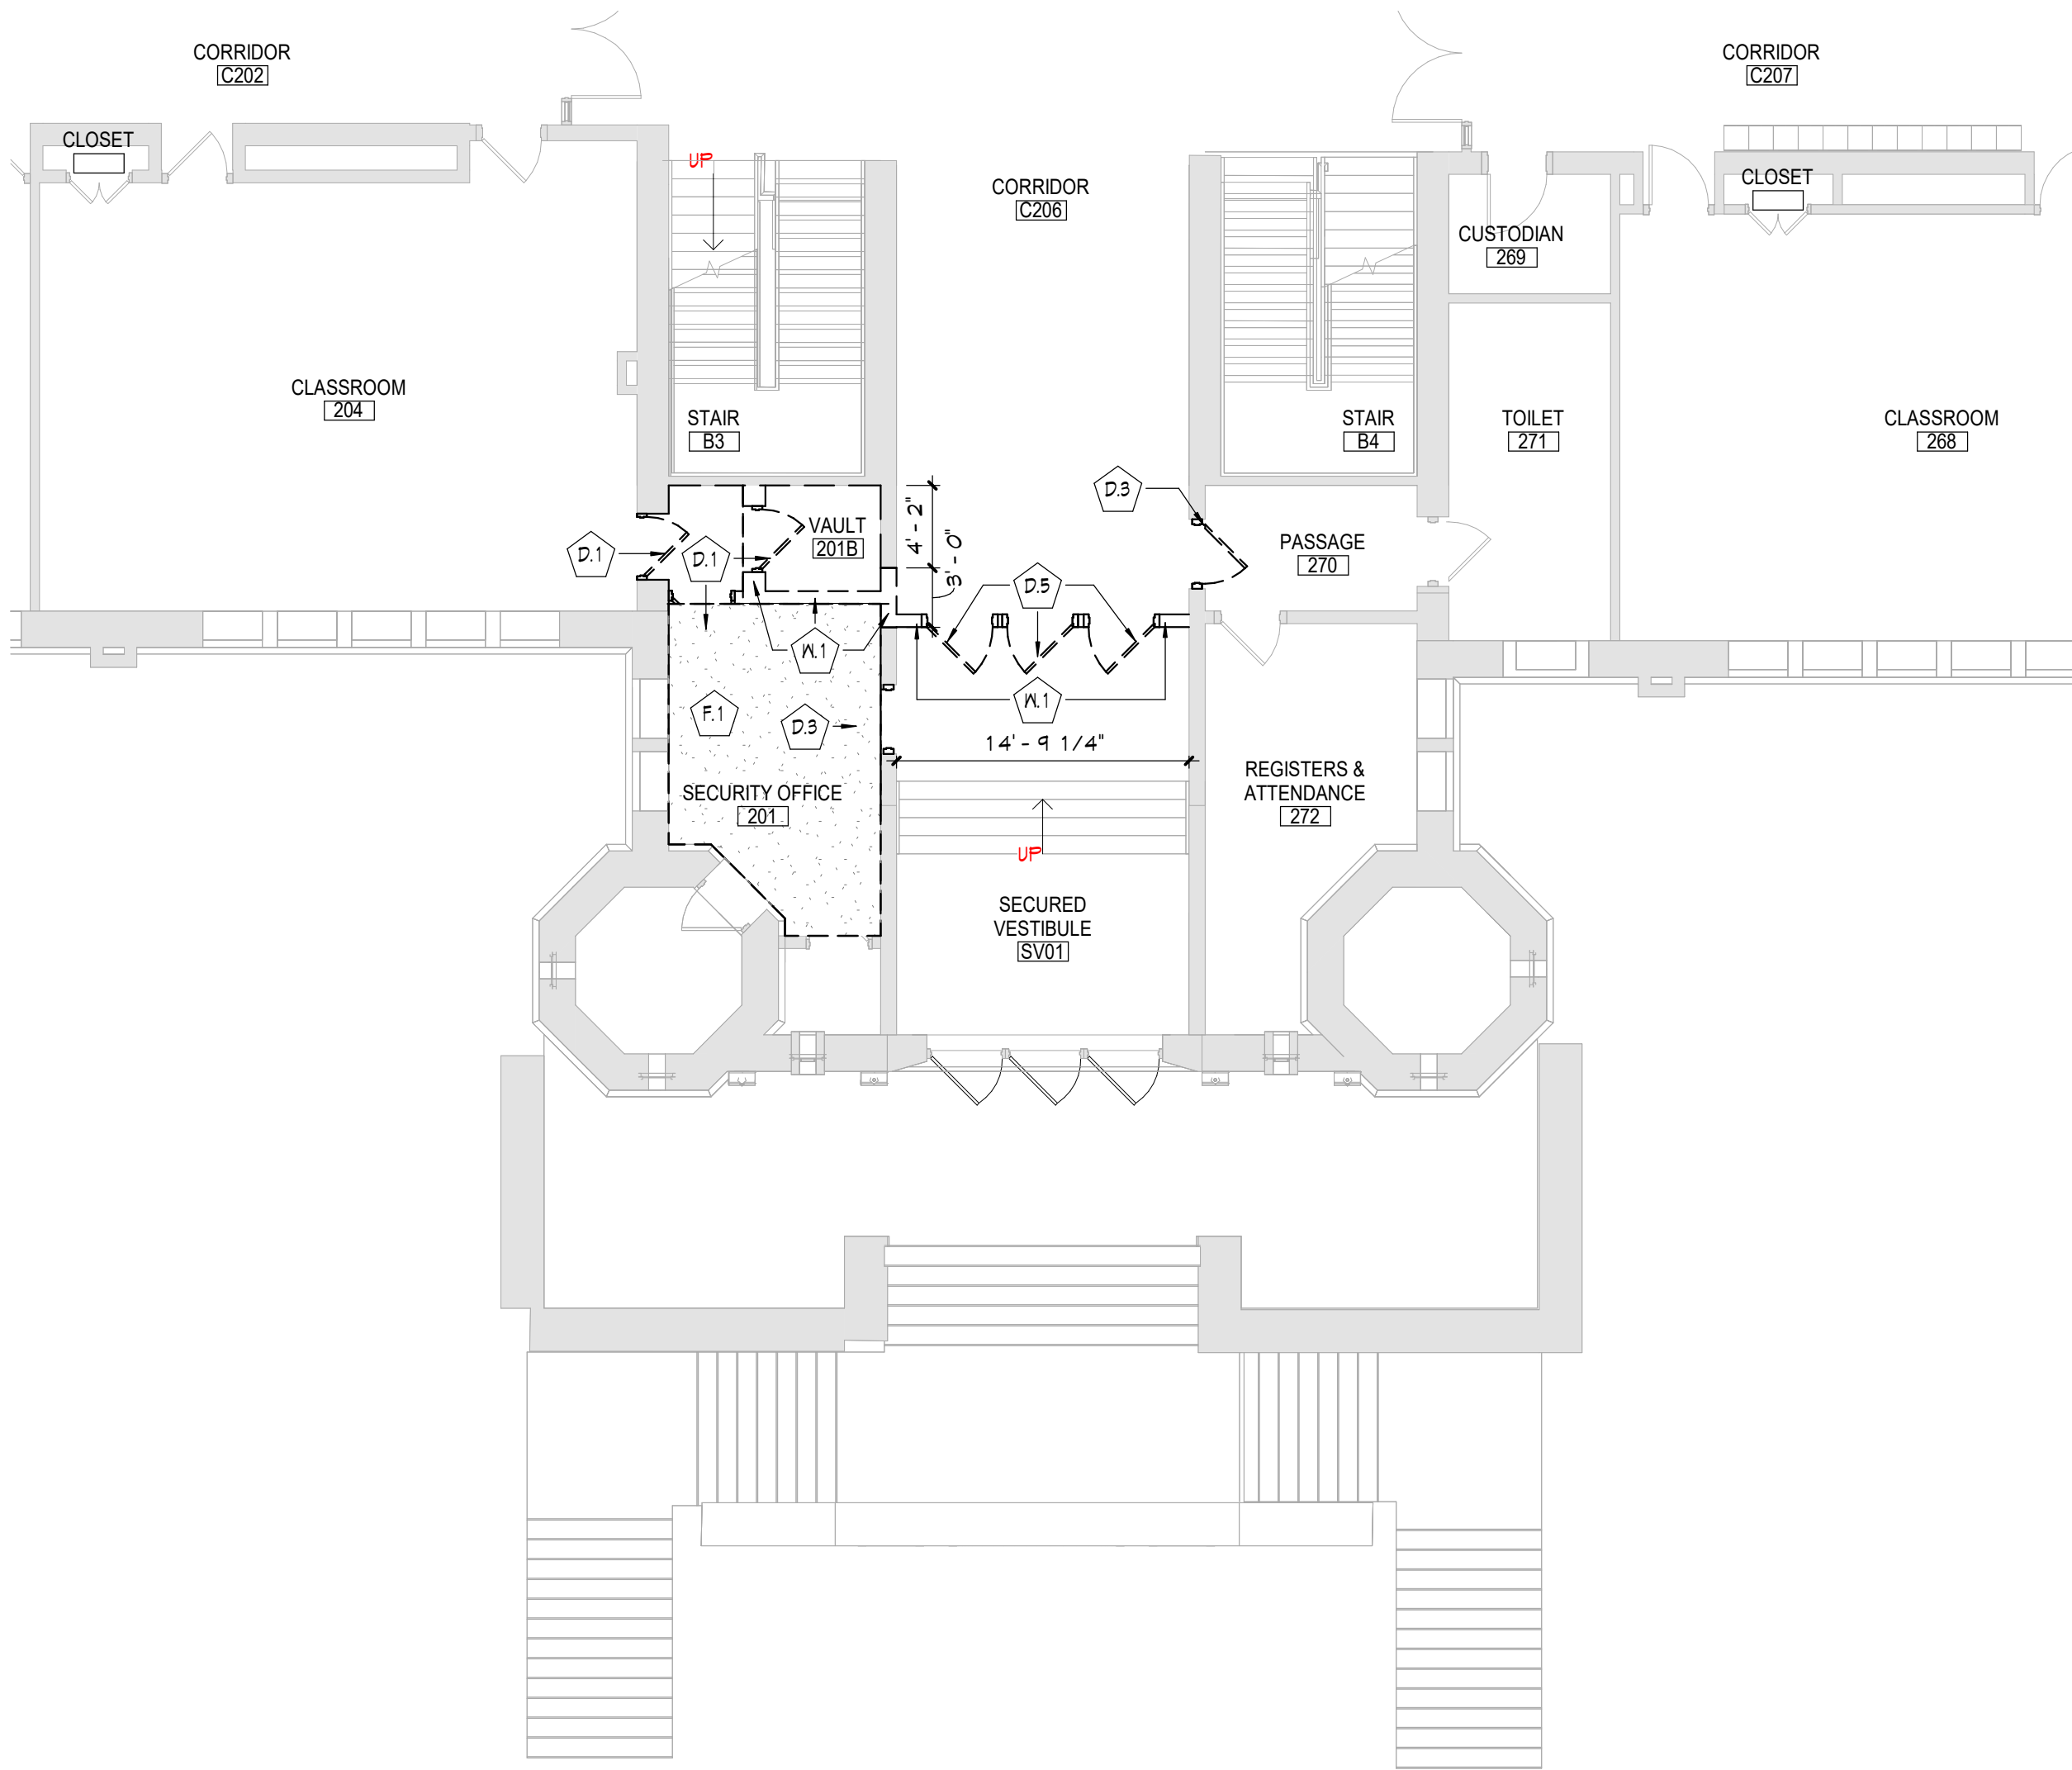 CORRIDOR
C202
CORRIDOR
C207
CLOSET
UP
CORRIDOR
C206
CLOSET
CUSTODIAN
269
CLASSROOM
204
STAIR
B3
STAIR
B4
TOILET
271
CLASSROOM
268
D.3
VAULT
201B
4' - 2"
3' - 0"
D.1
D.1
PASSAGE
270
D.5
W.1
W.1
F.1
D.3
14' - 9 1/4"
SECURITY OFFICE
201
REGISTERS &
ATTENDANCE
272
UP
SECURED
VESTIBULE
SV01